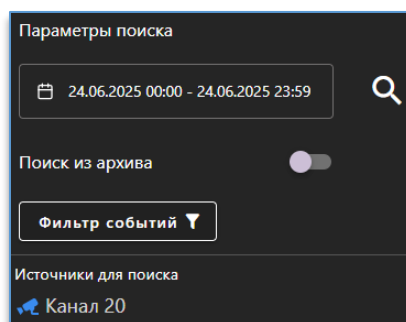 Параметры поиска
24.06.2025 00:00 - 24.06.2025 23:59
Поиск из архива
Фильтр событий
Источники для поиска
Канал 20